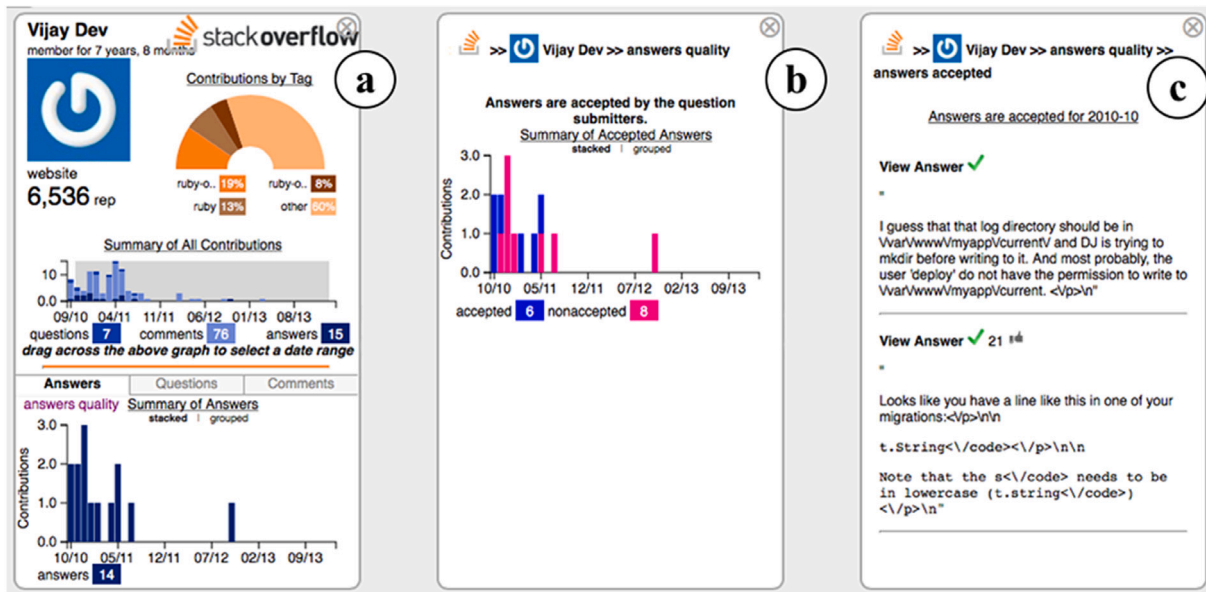 Vijay Dev
member for 7 years, 8 months
stackoverflow
a
Contributions by Tag
website
6,536 rep
ruby-o.. 19% ruby-o.. 8%
ruby 13% other 60%
Summary of All Contributions
10
0.0
09/10 04/11 11/11 06/12 01/13 08/13
questions 7 comments 76 answers 15
drag across the above graph to select a date range
Answers Questions Comments
answers quality Summary of Answers
stacked | grouped
Contributions
3.0
2.0
1.0
0.0
10/10 05/11 12/11 07/12 02/13 09/13
answers 14
>> Vijay Dev >> answers quality
b
Answers are accepted by the question
submitters.
Summary of Accepted Answers
stacked | grouped
Contributions
3.0
2.0
1.0
0.0
10/10 05/11 12/11 07/12 02/13 09/13
accepted 6 nonaccepted 8
>> Vijay Dev >> answers quality >>
answers accepted
c
Answers are accepted for 2010-10
View Answer
"
I guess that that log directory should be in
\/var\/www\/myapp\/current\/ and DJ is trying to
mkdir before writing to it. And most probably, the
user 'deploy' do not have the permission to write to
\/var\/www\/myapp\/current. <\/p>\n"
View Answer 21
"
Looks like you have a line like this in one of your
migrations:<\/p>\n\n
t.String<\/code><\/p>\n\n
Note that the s<\/code> needs to be
in lowercase (t.string<\/code>)
<\/p>\n"